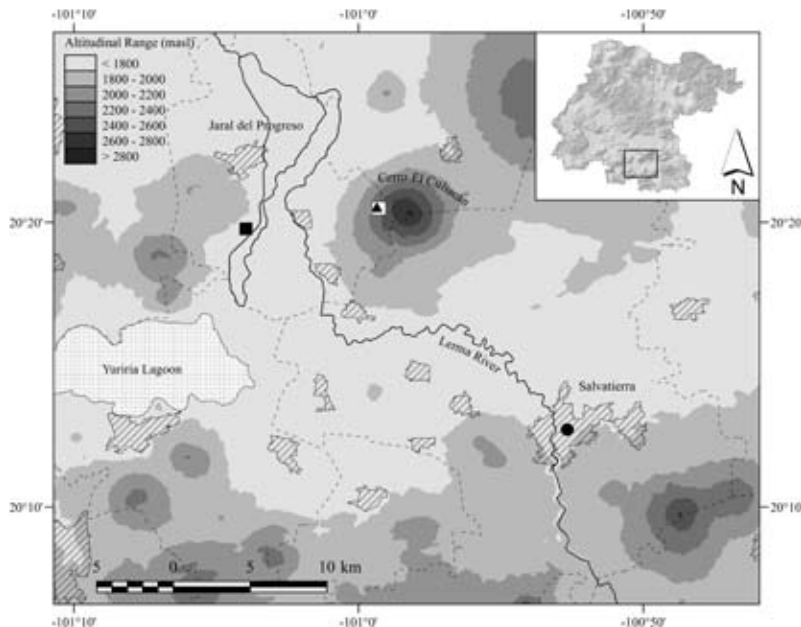 -101°10'
-101°0'
-100°50'
Altitudinal Range (masl)
< 1800
1800 - 2000
2000 - 2200
2200 - 2400
2400 - 2600
2600 - 2800
> 2800
Jaral del Progreso
Cerro El Culiacán
N
20°20'
20°20'
Yuriria Lagoon
Lerma River
Salvatierra
20°10'
20°10'
5 0 5 10 km
-101°10'
-101°0'
-100°50'